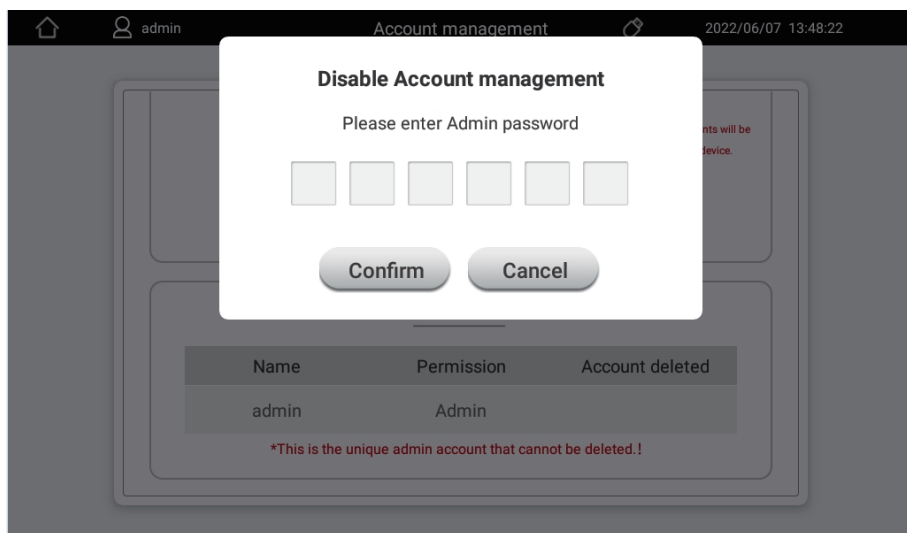 admin Account management 2022/06/07 13:48:22
Disable Account management
Please enter Admin password
will be
device.
Confirm Cancel
Name Permission Account deleted
admin Admin
*This is the unique admin account that cannot be deleted.!